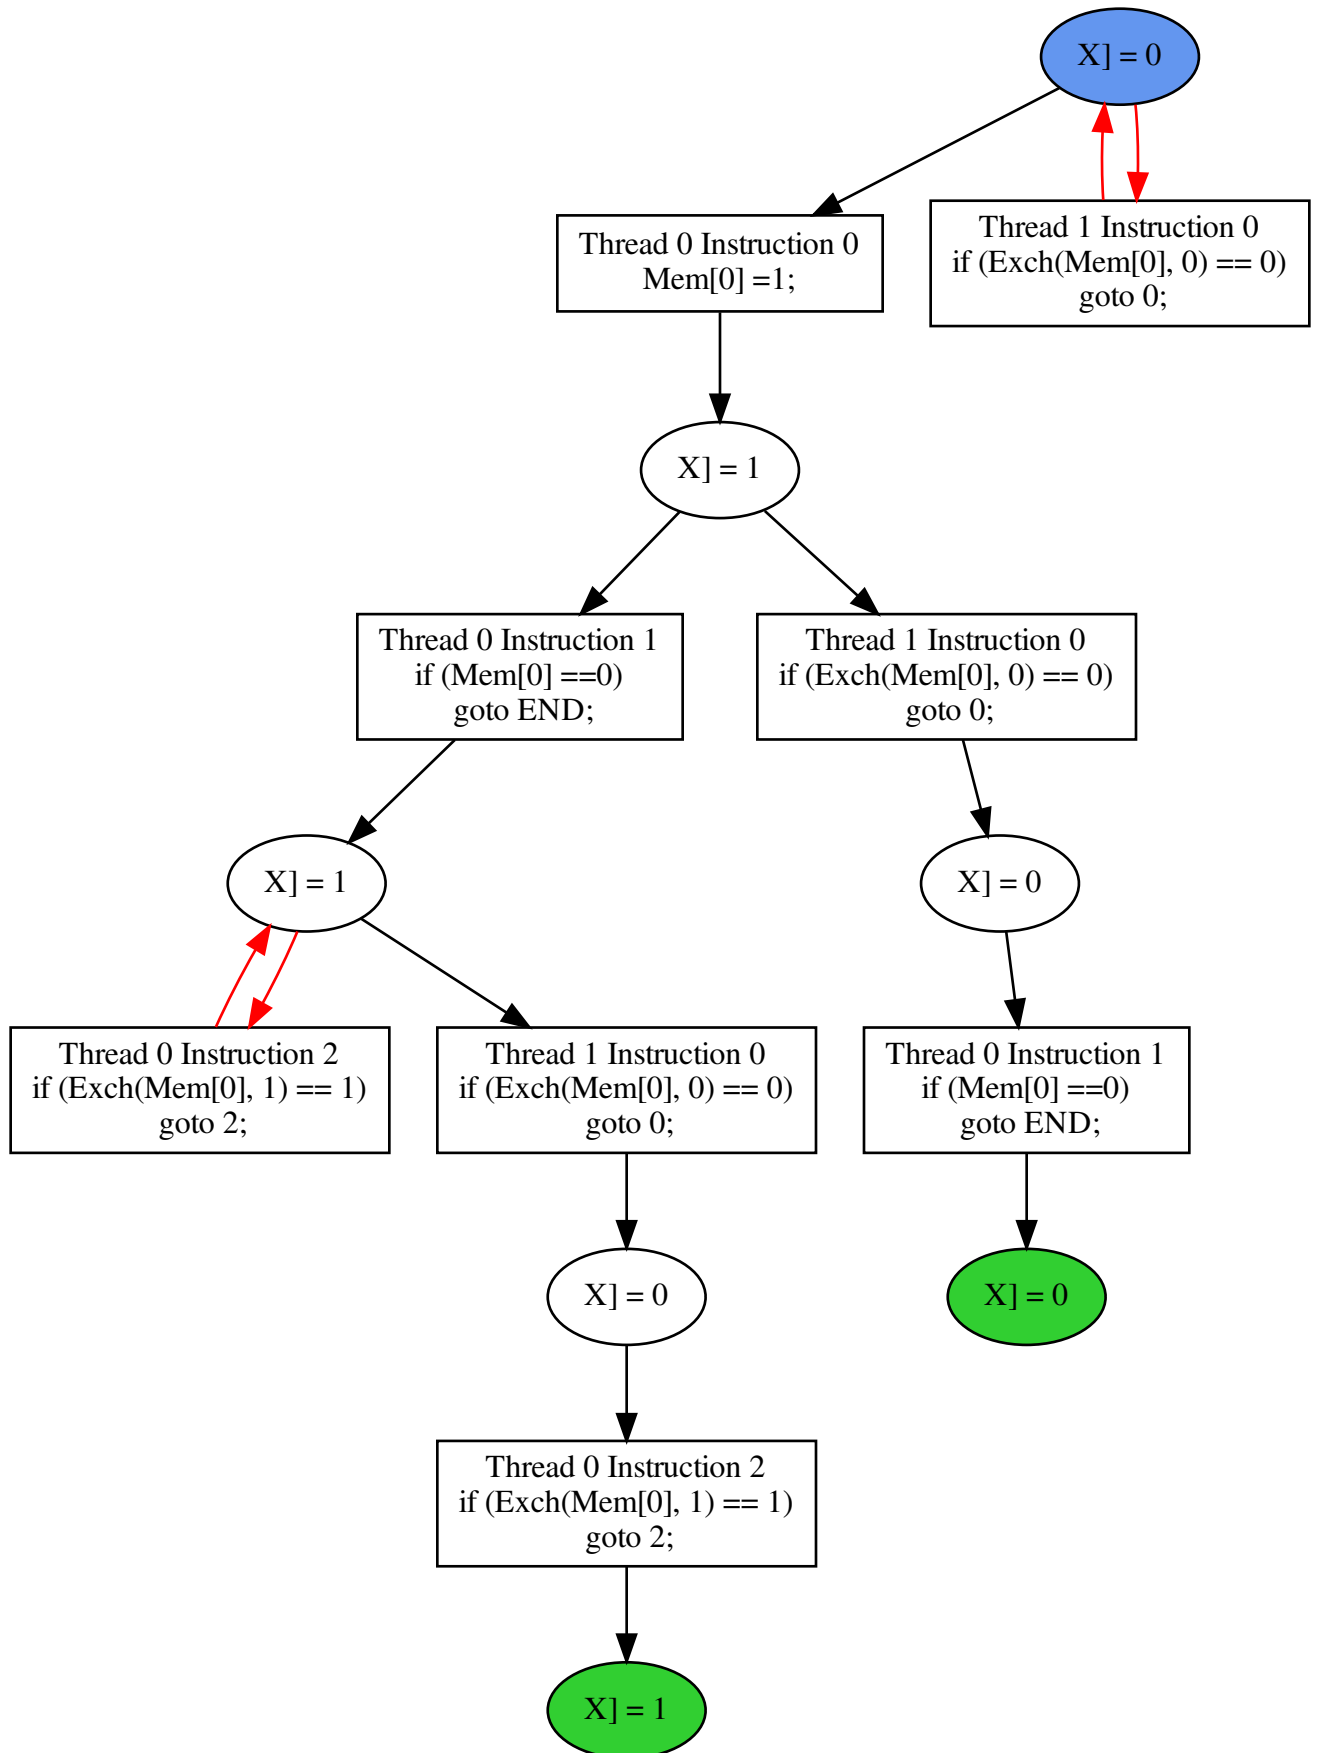 X] = 0
Thread 0 Instruction 0
Mem[0] =1;
Thread 1 Instruction 0
if (Exch(Mem[0], 0) == 0)
goto 0;
X] = 1
Thread 0 Instruction 1
if (Mem[0] ==0)
goto END;
Thread 1 Instruction 0
if (Exch(Mem[0], 0) == 0)
goto 0;
X] = 1
X] = 0
Thread 0 Instruction 2
if (Exch(Mem[0], 1) == 1)
goto 2;
Thread 1 Instruction 0
if (Exch(Mem[0], 0) == 0)
goto 0;
Thread 0 Instruction 1
if (Mem[0] ==0)
goto END;
X] = 0
X] = 0
Thread 0 Instruction 2
if (Exch(Mem[0], 1) == 1)
goto 2;
X] = 1